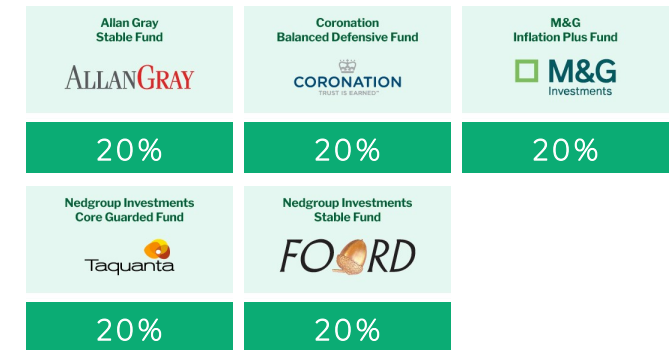 Allan Gray
Stable Fund
ALLANGRAY
20%
Coronation
Balanced Defensive Fund
CORONATION
TRUST IS EARNED™
20%
M&G
Inflation Plus Fund
M&G
Investments
20%
Nedgroup Investments
Core Guarded Fund
Taquanta
20%
Nedgroup Investments
Stable Fund
FOORD
20%